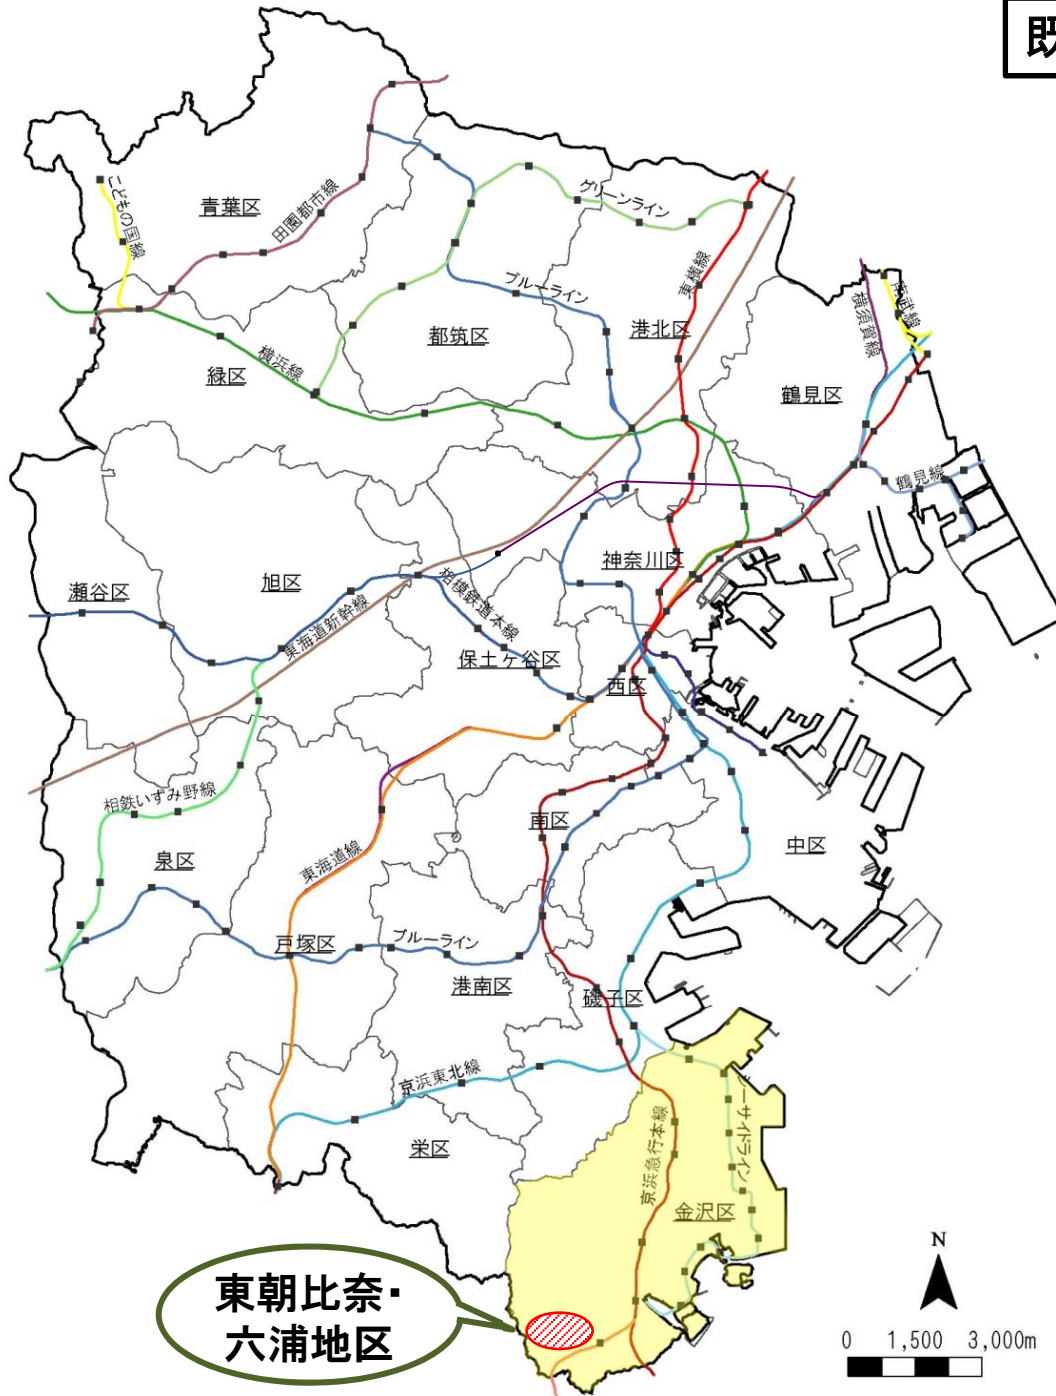 既
こどもの国線
青葉区
田園都市線
グリーンライン
東横線
ブルーライン
都筑区
港北区
横須賀線
南武線
横浜線
緑区
鶴見区
鶴見線
神奈川区
瀬谷区
旭区
相模鉄道本線
東海道新幹線
保土ヶ谷区
西区
相鉄いずみ野線
南区
中区
泉区
東海道線
戸塚区
ブルーライン
港南区
磯子区
京浜東北線
栄区
京浜急行本線
シーサイドライン
金沢区
東朝比奈・
六浦地区
N
0 1,500 3,000m